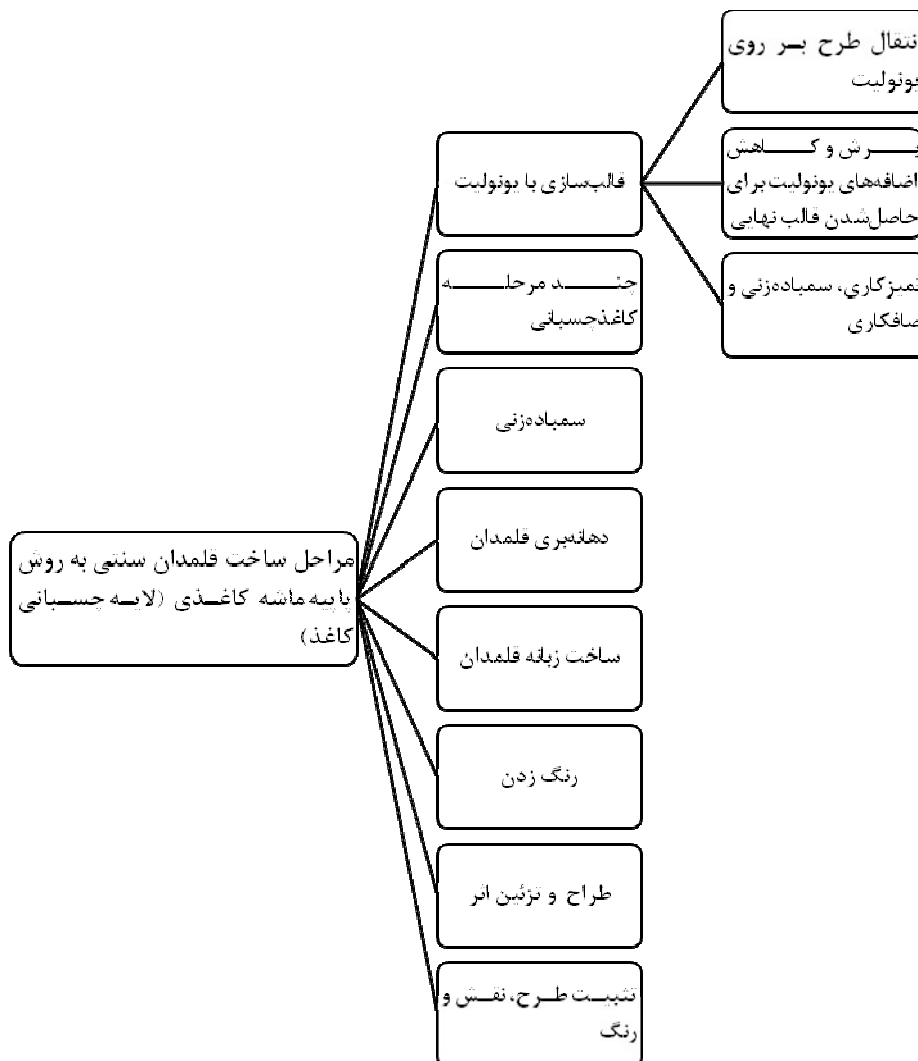 مراحل ساخت قلمدان سنتی به روش
پاپیه ماشه کاغذی (لایه چسبانی
کاغذ)
قالب‌سازی با یونولیت
نتقال طرح بر روی
یونولیت
برش و کاهش
اضافه‌های یونولیت برای
حاصل‌شدن قالب نهایی
تمیزکاری، سمباده‌زنی و
صافکاری
چند مرحله
کاغذچسبانی
سمباده‌زنی
دهانه‌بری قلمدان
ساخت زبانه قلمدان
رنگ زدن
طراح و تزئین اثر
تثبیت طرح، نقش و
رنگ